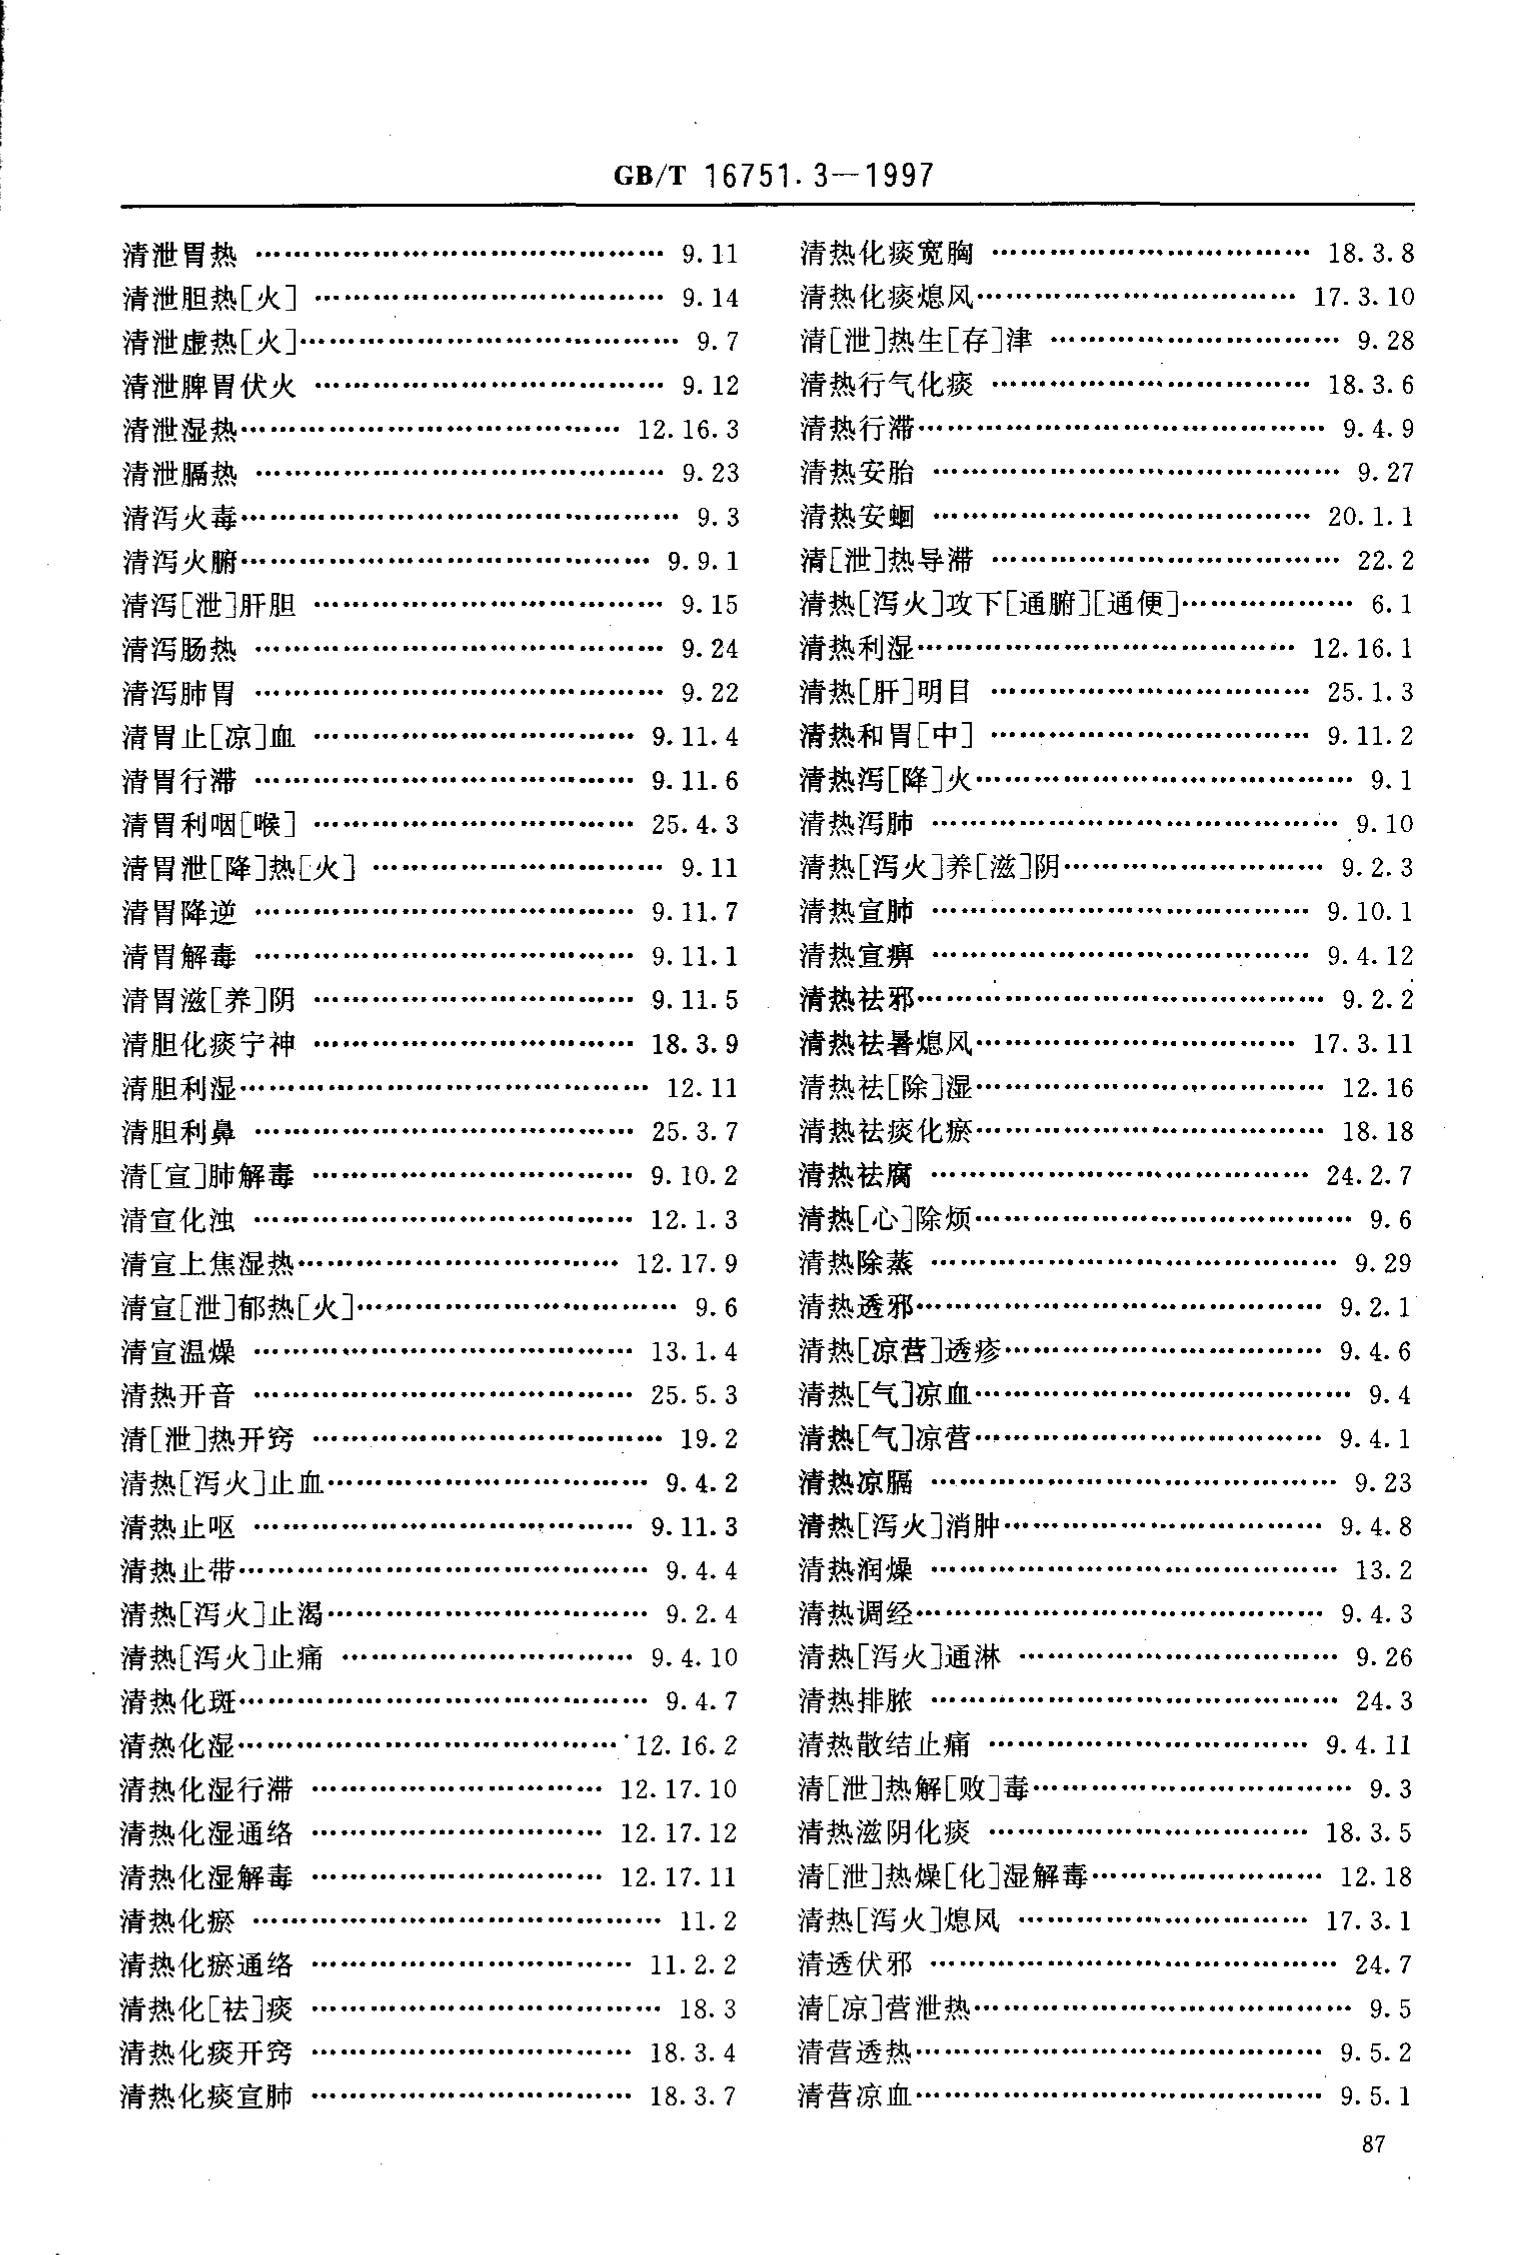 GB/T 16751.3—1997
清泄胃热 …………………………………… 9.11
清泄胆热[火] ……………………………… 9.14
清泄虚热[火]………………………………… 9.7
清泄脾胃伏火 ……………………………… 9.12
清泄湿热………………………………… 12.16.3
清泄膈热 …………………………………… 9.23
清泻火毒……………………………………… 9.3
清泻火腑…………………………………… 9.9.1
清泻[泄]肝胆 ……………………………… 9.15
清泻肠热 …………………………………… 9.24
清泻肺胃 …………………………………… 9.22
清胃止[凉]血 …………………………… 9.11.4
清胃行滞 ………………………………… 9.11.6
清胃利咽[喉] …………………………… 25.4.3
清胃泄[降]热[火] ………………………… 9.11
清胃降逆 ………………………………… 9.11.7
清胃解毒 ………………………………… 9.11.1
清胃滋[养]阴 …………………………… 9.11.5
清胆化痰宁神 …………………………… 18.3.9
清胆利湿…………………………………… 12.11
清胆利鼻 ………………………………… 25.3.7
清[宣]肺解毒 …………………………… 9.10.2
清宣化浊 ………………………………… 12.1.3
清宣上焦湿热…………………………… 12.17.9
清宣[泄]郁热[火]…………………………… 9.6
清宣温燥 ………………………………… 13.1.4
清热开音 ………………………………… 25.5.3
清[泄]热开窍 ……………………………… 19.2
清热[泻火]止血…………………………… 9.4.2
清热止呕 ………………………………… 9.11.3
清热止带…………………………………… 9.4.4
清热[泻火]止渴…………………………… 9.2.4
清热[泻火]止痛 ………………………… 9.4.10
清热化斑…………………………………… 9.4.7
清热化湿………………………………… 12.16.2
清热化湿行滞 ………………………… 12.17.10
清热化湿通络 ………………………… 12.17.12
清热化湿解毒 ………………………… 12.17.11
清热化瘀 …………………………………… 11.2
清热化瘀通络 …………………………… 11.2.2
清热化[祛]痰 ……………………………… 18.3
清热化痰开窍 …………………………… 18.3.4
清热化痰宣肺 …………………………… 18.3.7
清热化痰宽胸 …………………………… 18.3.8
清热化痰熄风…………………………… 17.3.10
清[泄]热生[存]津 ………………………… 9.28
清热行气化痰 …………………………… 18.3.6
清热行滞…………………………………… 9.4.9
清热安胎 …………………………………… 9.27
清热安蛔 ………………………………… 20.1.1
清[泄]热导滞 ……………………………… 22.2
清热[泻火]攻下[通腑][通便]……………… 6.1
清热利湿………………………………… 12.16.1
清热[肝]明目 …………………………… 25.1.3
清热和胃[中] …………………………… 9.11.2
清热泻[降]火………………………………… 9.1
清热泻肺 …………………………………… 9.10
清热[泻火]养[滋]阴……………………… 9.2.3
清热宣肺 ………………………………… 9.10.1
清热宣痹 ………………………………… 9.4.12
清热祛邪…………………………………… 9.2.2
清热祛暑熄风…………………………… 17.3.11
清热祛[除]湿……………………………… 12.16
清热祛痰化瘀……………………………… 18.18
清热祛腐 ………………………………… 24.2.7
清热[心]除烦………………………………… 9.6
清热除蒸 …………………………………… 9.29
清热透邪…………………………………… 9.2.1
清热[凉营]透疹…………………………… 9.4.6
清热[气]凉血………………………………… 9.4
清热[气]凉营……………………………… 9.4.1
清热凉膈 …………………………………… 9.23
清热[泻火]消肿…………………………… 9.4.8
清热润燥 …………………………………… 13.2
清热调经…………………………………… 9.4.3
清热[泻火]通淋 …………………………… 9.26
清热排脓 …………………………………… 24.3
清热散结止痛 …………………………… 9.4.11
清[泄]热解[败]毒…………………………… 9.3
清热滋阴化痰 …………………………… 18.3.5
清[泄]热燥[化]湿解毒…………………… 12.18
清热[泻火]熄风 ………………………… 17.3.1
清透伏邪 …………………………………… 24.7
清[凉]营泄热………………………………… 9.5
清营透热…………………………………… 9.5.2
清营凉血…………………………………… 9.5.1
87